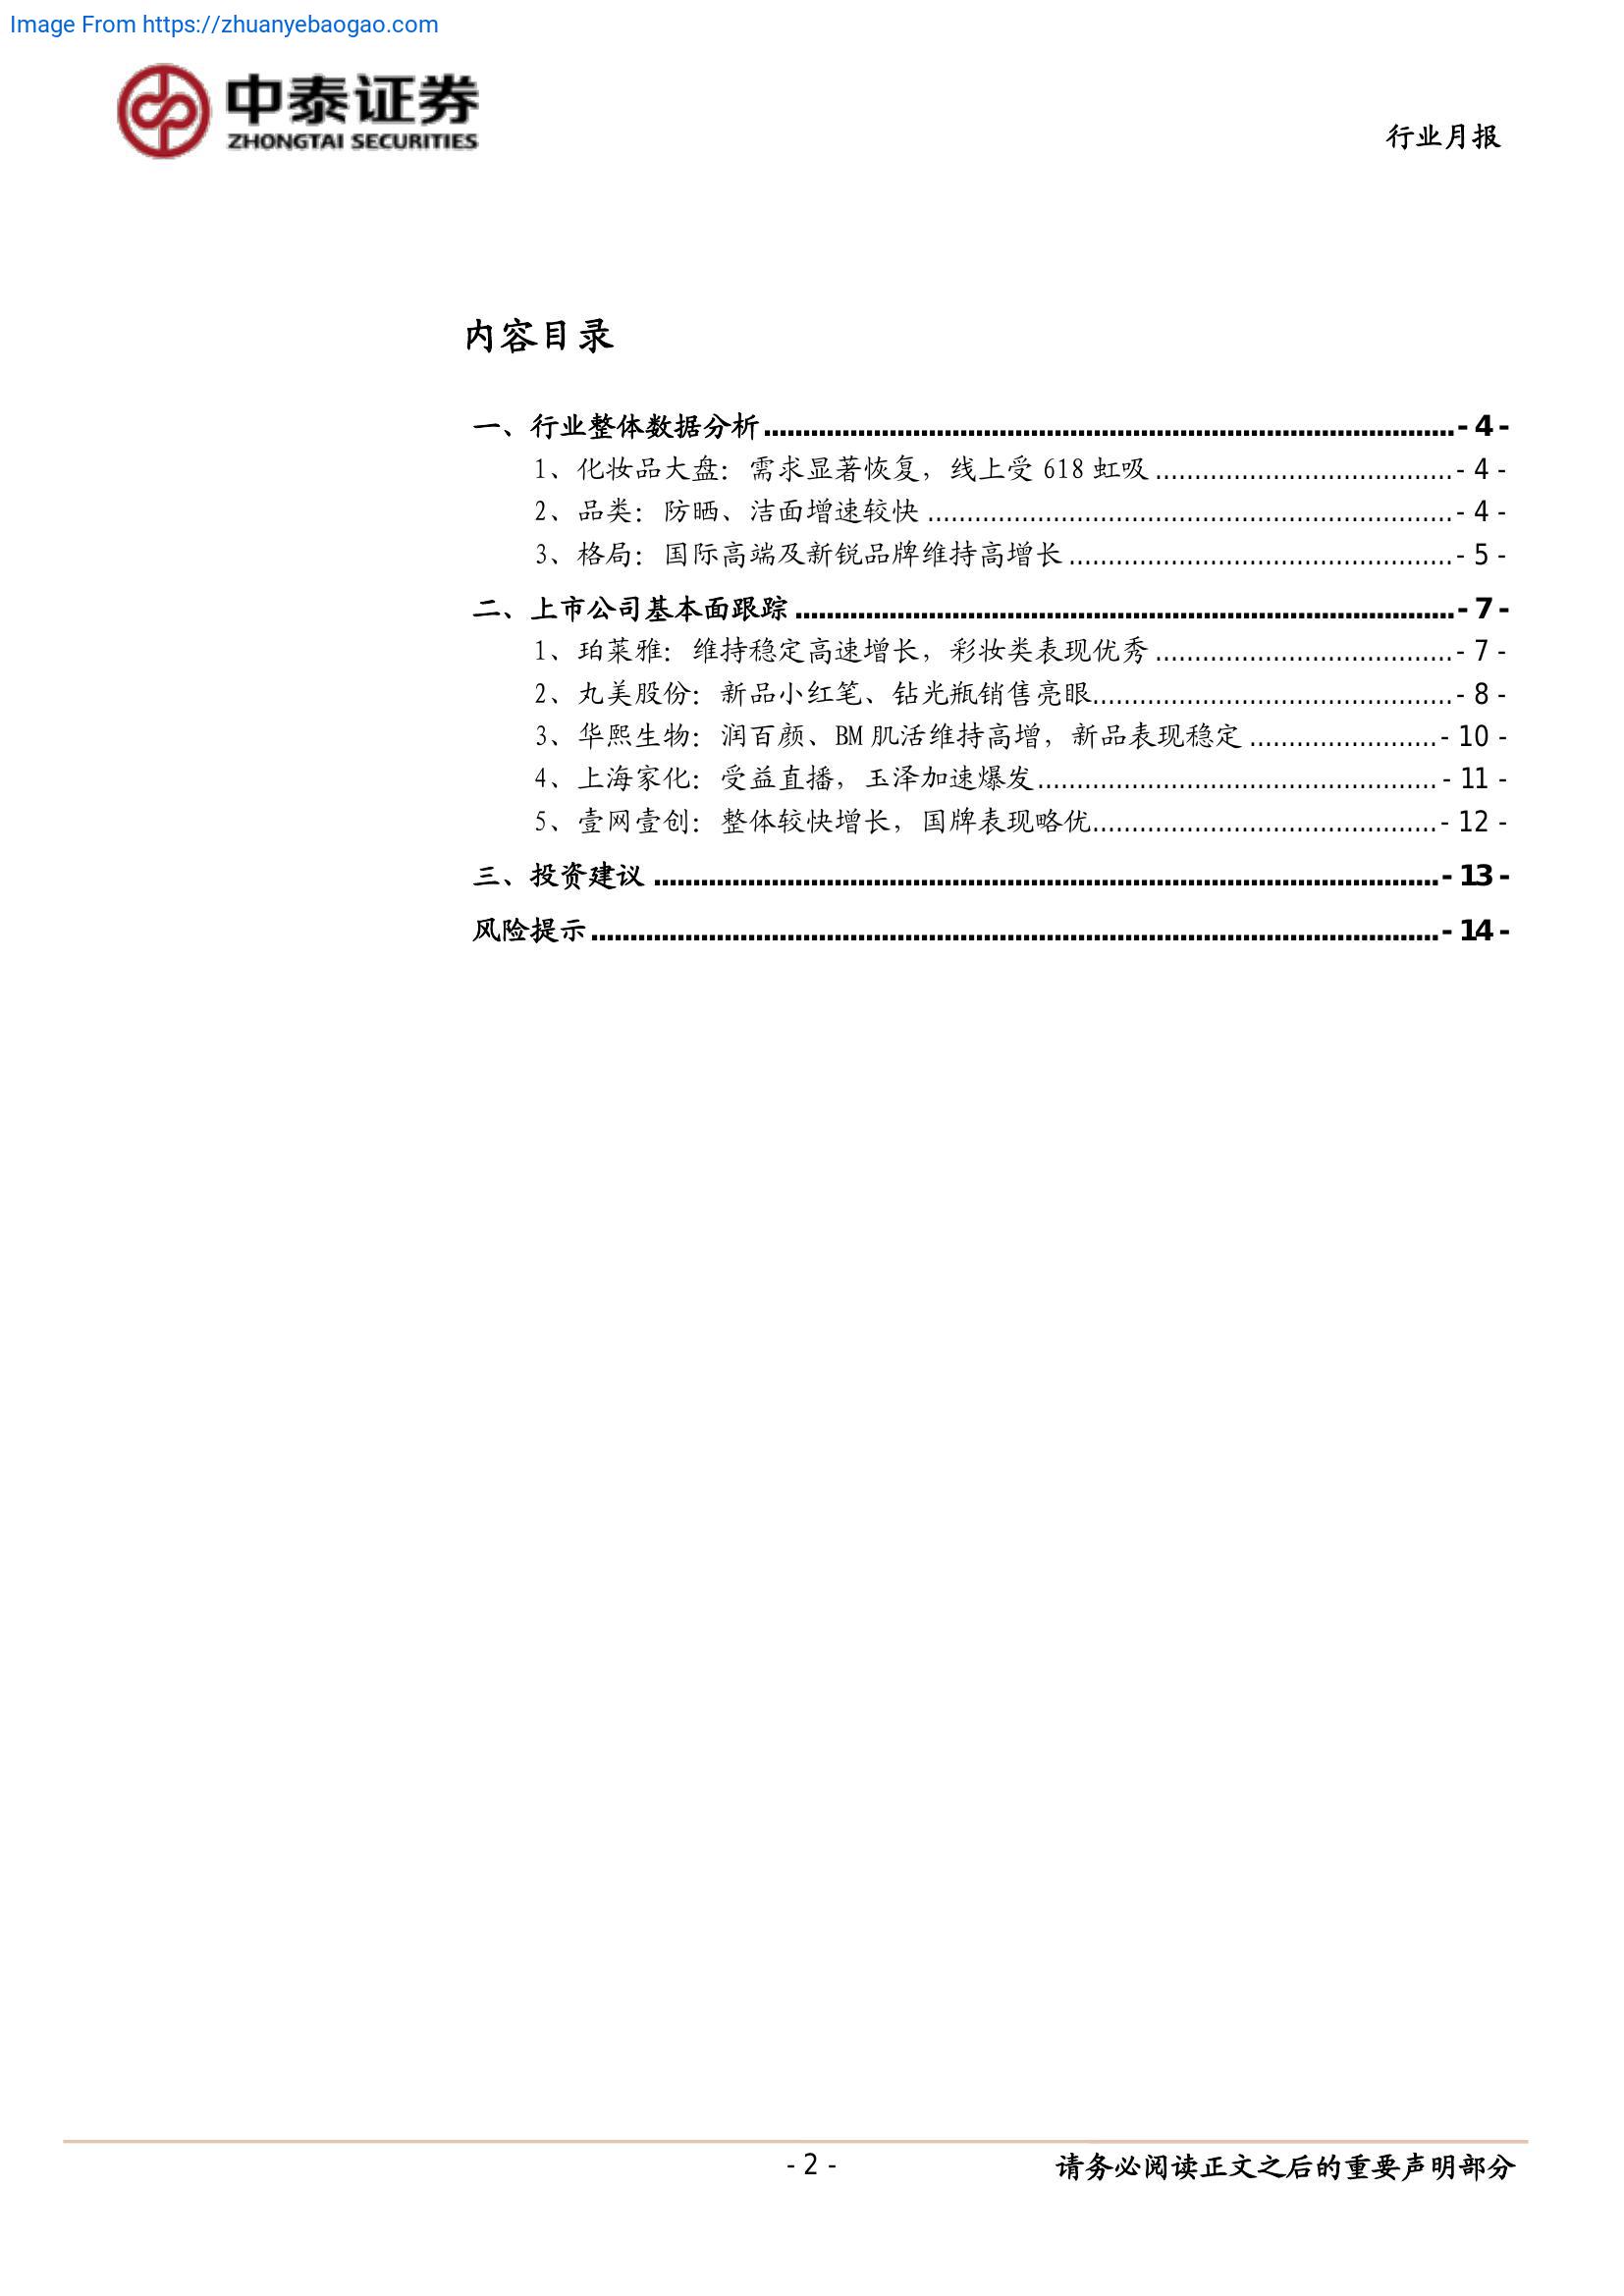 Image From https://zhuanyebaogao.com
中泰证券
ZHONGTAI SECURITIES
行业月报
内容目录
一、行业整体数据分析 - 4 -
1、化妆品大盘：需求显著恢复，线上受 618 虹吸 - 4 -
2、品类：防晒、洁面增速较快 - 4 -
3、格局：国际高端及新锐品牌维持高增长 - 5 -
二、上市公司基本面跟踪 - 7 -
1、珀莱雅：维持稳定高速增长，彩妆类表现优秀 - 7 -
2、丸美股份：新品小红笔、钻光瓶销售亮眼 - 8 -
3、华熙生物：润百颜、BM 肌活维持高增，新品表现稳定 - 10 -
4、上海家化：受益直播，玉泽加速爆发 - 11 -
5、壹网壹创：整体较快增长，国牌表现略优 - 12 -
三、投资建议 - 13 -
风险提示 - 14 -
- 2 -
请务必阅读正文之后的重要声明部分